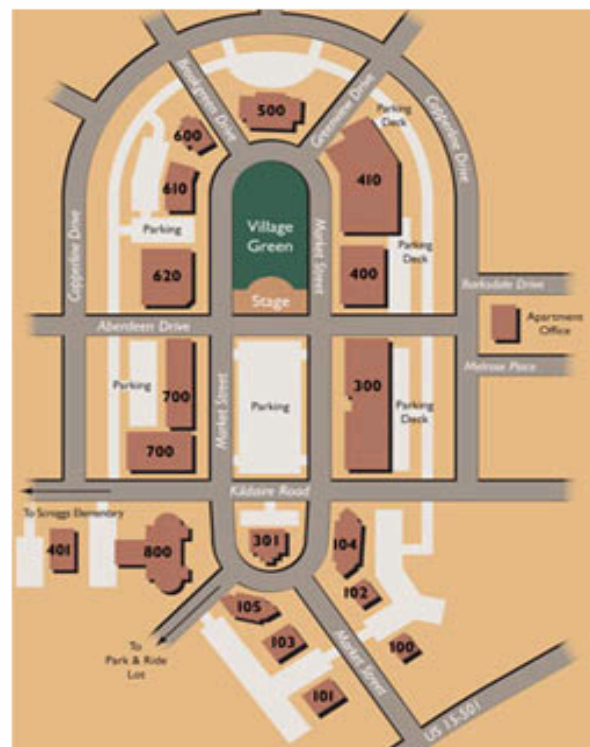 Brookgreen Drive
500
Greenview Drive
Parking
Deck
Copperline Drive
600
610
410
Parking
Village
Green
Market Street
Copperline Drive
620
400
Parking
Deck
Stage
Barksdale Drive
Aberdeen Drive
Apartment
Office
Parking
700
Market Street
Parking
300
Parking
Deck
Melrose Place
700
Kildaire Road
To Scroggs Elementary
401
800
301
104
102
105
To
Park & Ride
Lot
103
Market Street
100
101
US 15-501